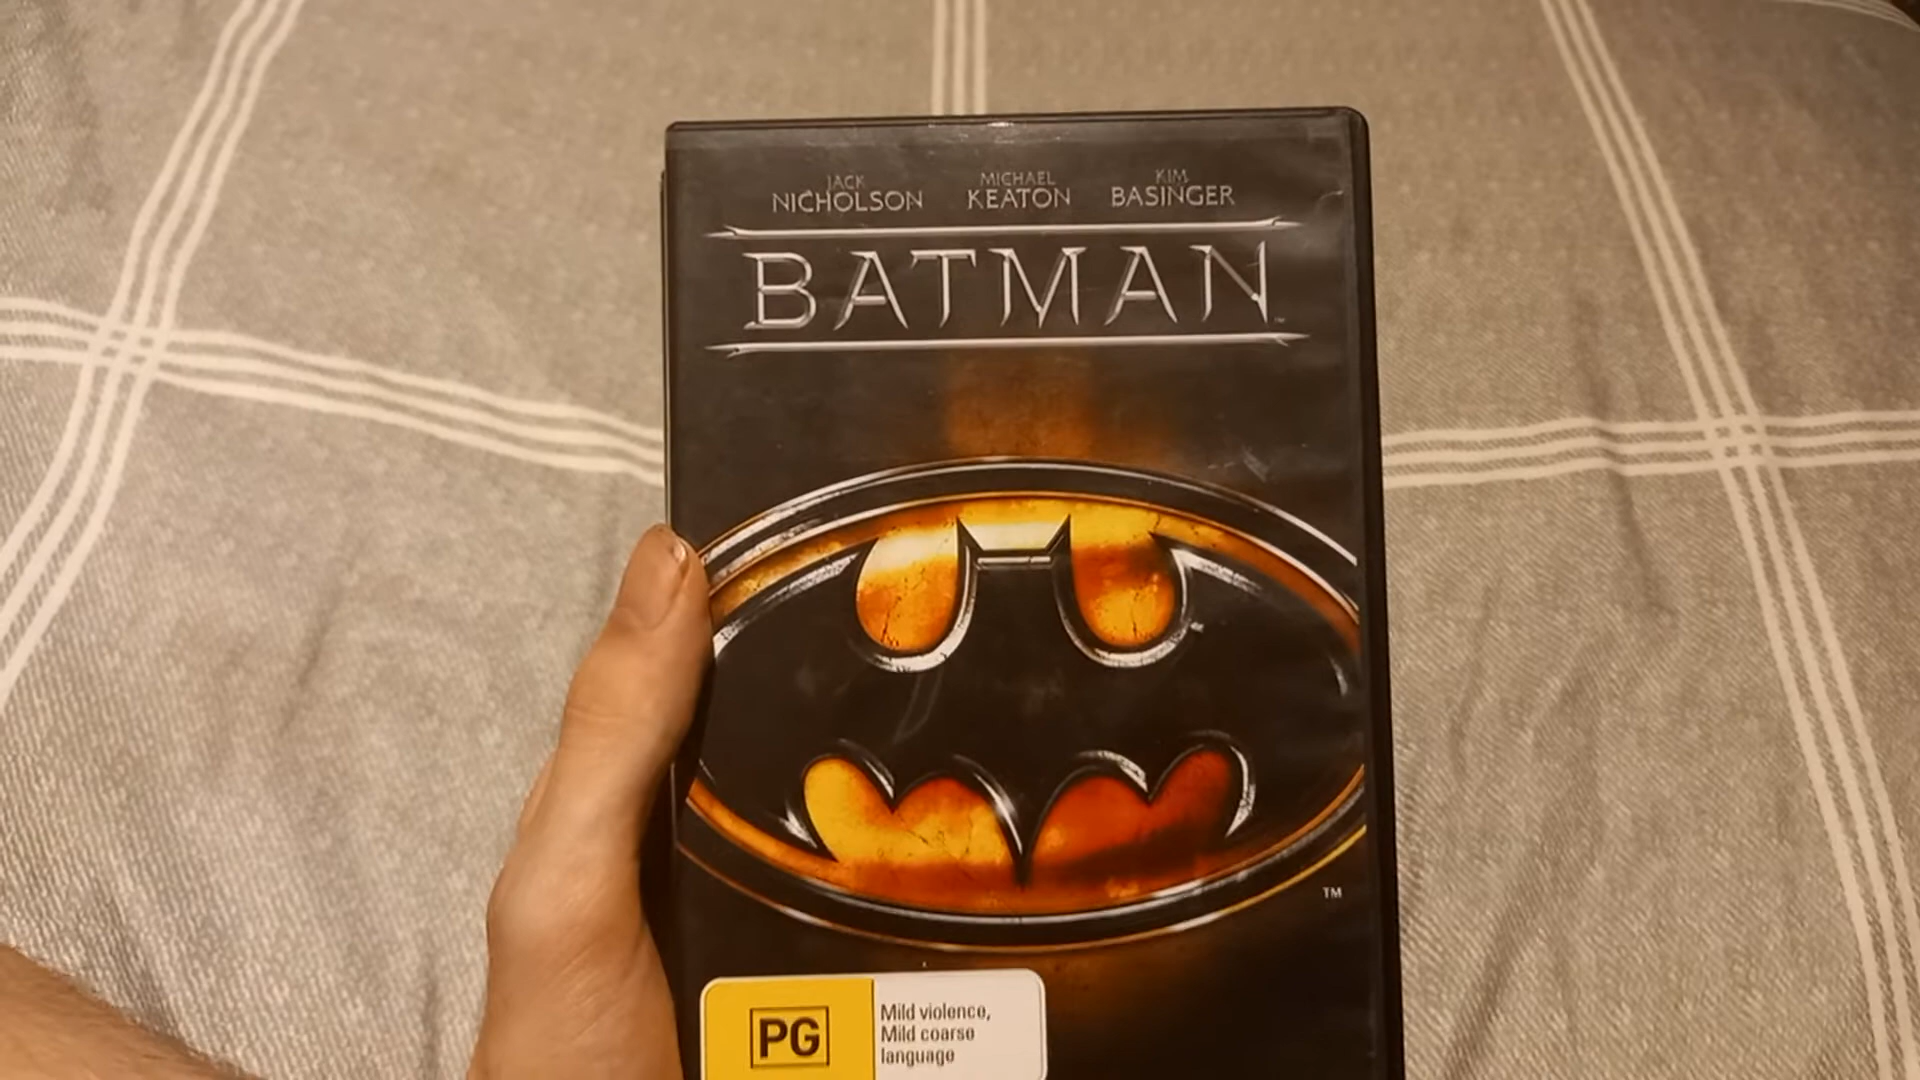 JACK MICHAEL KIM
NICHOLSON KEATON BASINGER
BATMAN
TM
PG
Mild violence,
Mild coarse
language